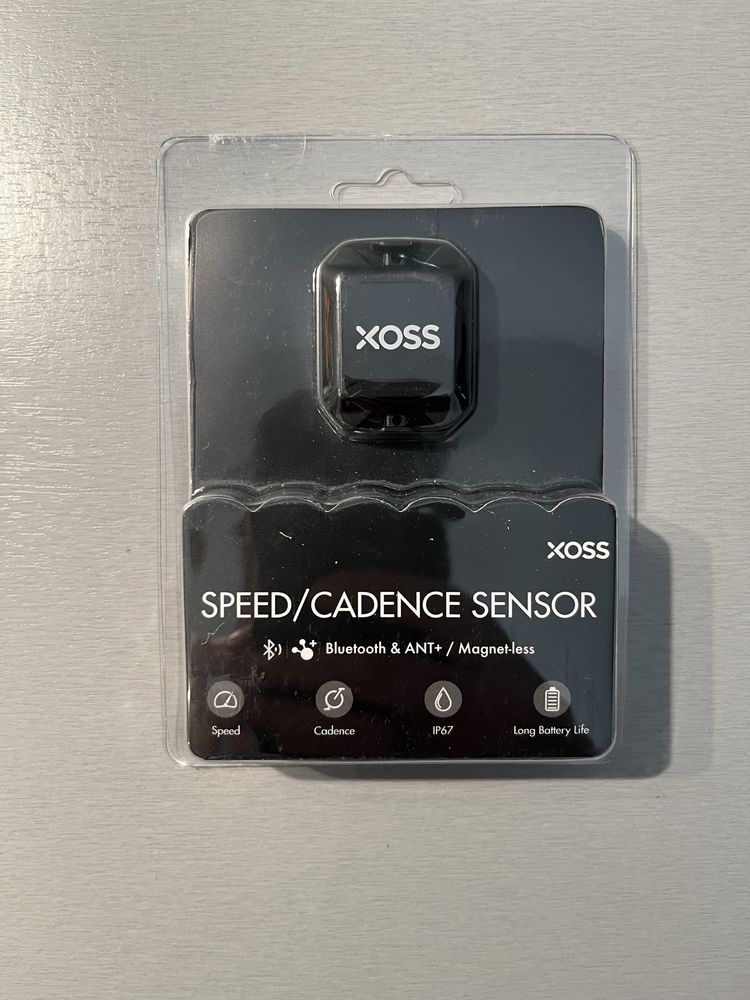 XOSS
XOSS
SPEED/CADENCE SENSOR
Bluetooth & ANT+ / Magnet-less
Speed Cadence IP67 Long Battery Life